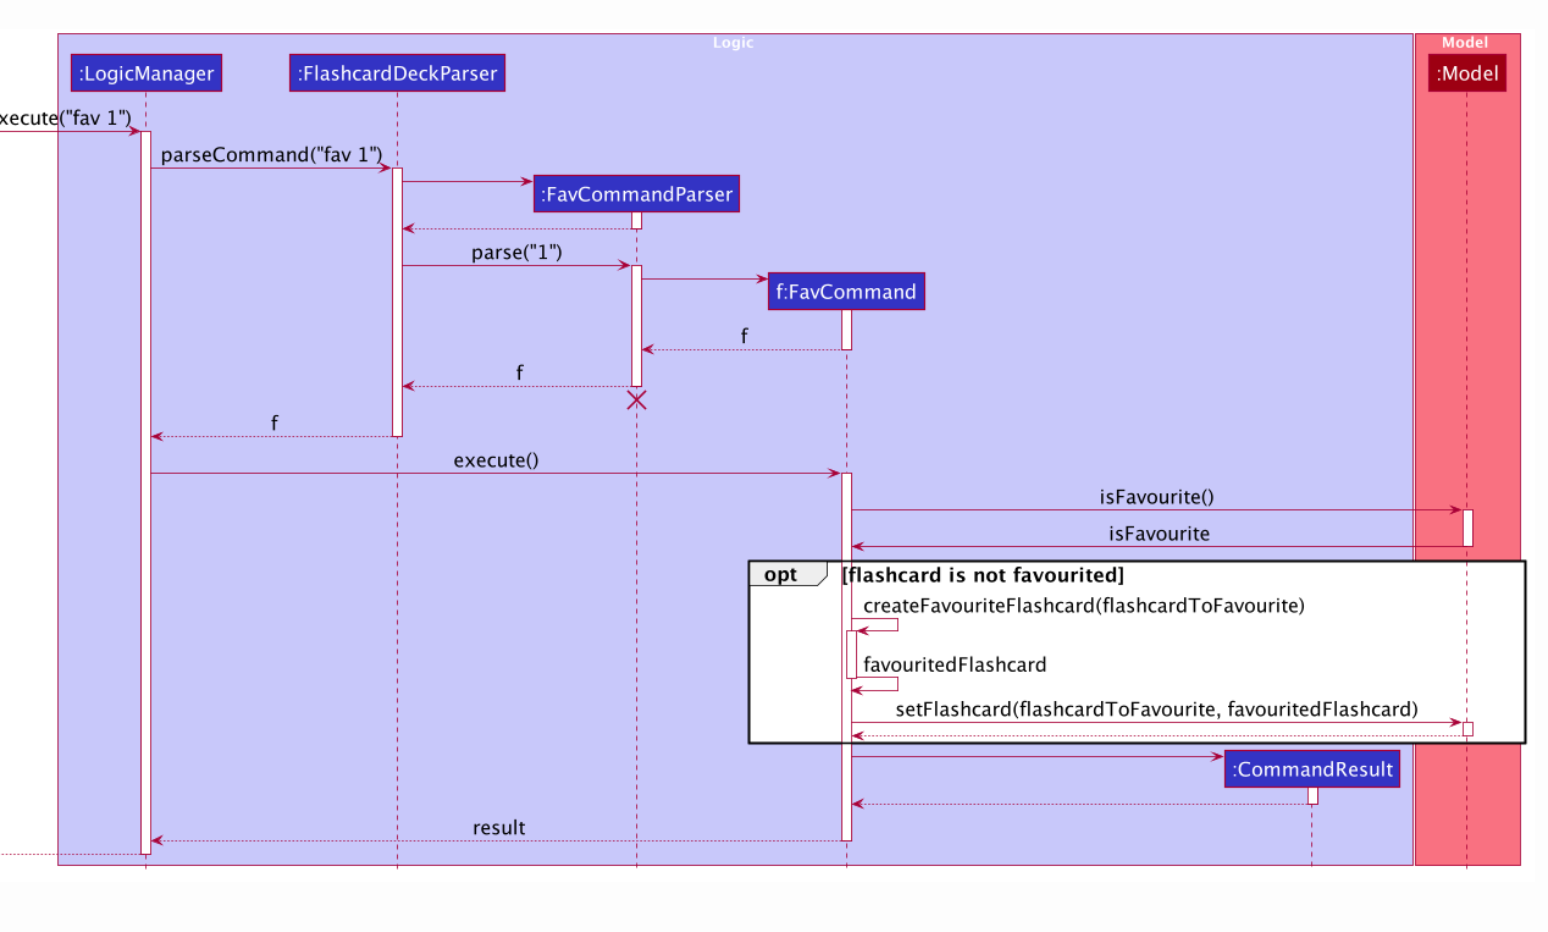 Logic
Model
:LogicManager
:FlashcardDeckParser
:Model
xecute("fav 1")
parseCommand("fav 1")
:FavCommandParser
parse("1")
f:FavCommand
f
f
f
execute()
isFavourite()
isFavourite
opt [flashcard is not favourited]
createFavouriteFlashcard(flashcardToFavourite)
favouritedFlashcard
setFlashcard(flashcardToFavourite, favouritedFlashcard)
:CommandResult
result